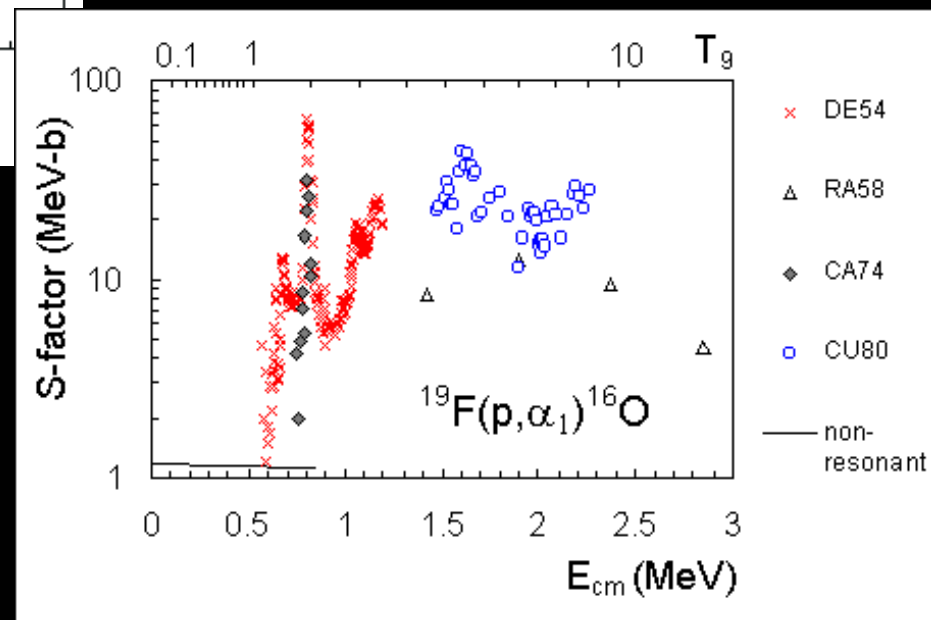 0.1 1 10 T₉
100
10
1
S-factor (MeV-b)
¹⁹F(p,α₁)¹⁶O
0 0.5 1 1.5 2 2.5 3
E_cm (MeV)
DE54
RA58
CA74
CU80
non-
resonant